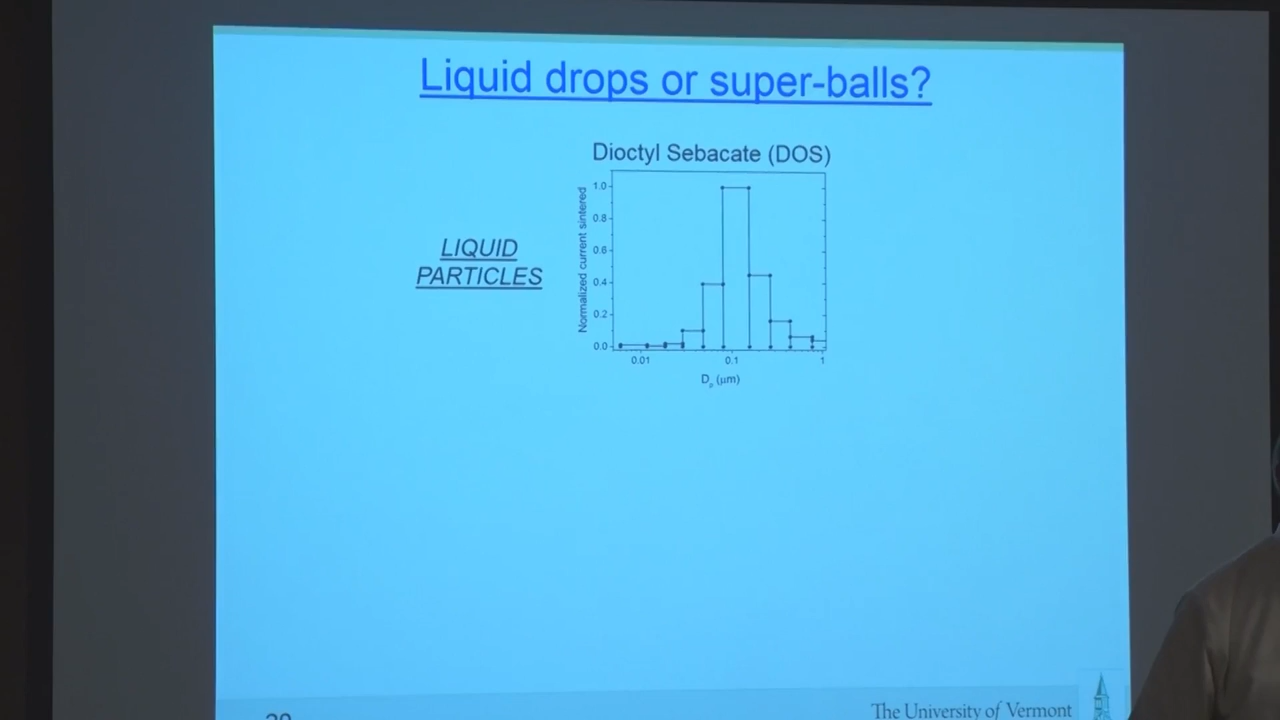 Liquid drops or super-balls?
Dioctyl Sebacate (DOS)
LIQUID
PARTICLES
Normalized current sintered
1.0
0.8
0.6
0.4
0.2
0.0
0.01 0.1 1
Dp (μm)
The University of Vermont